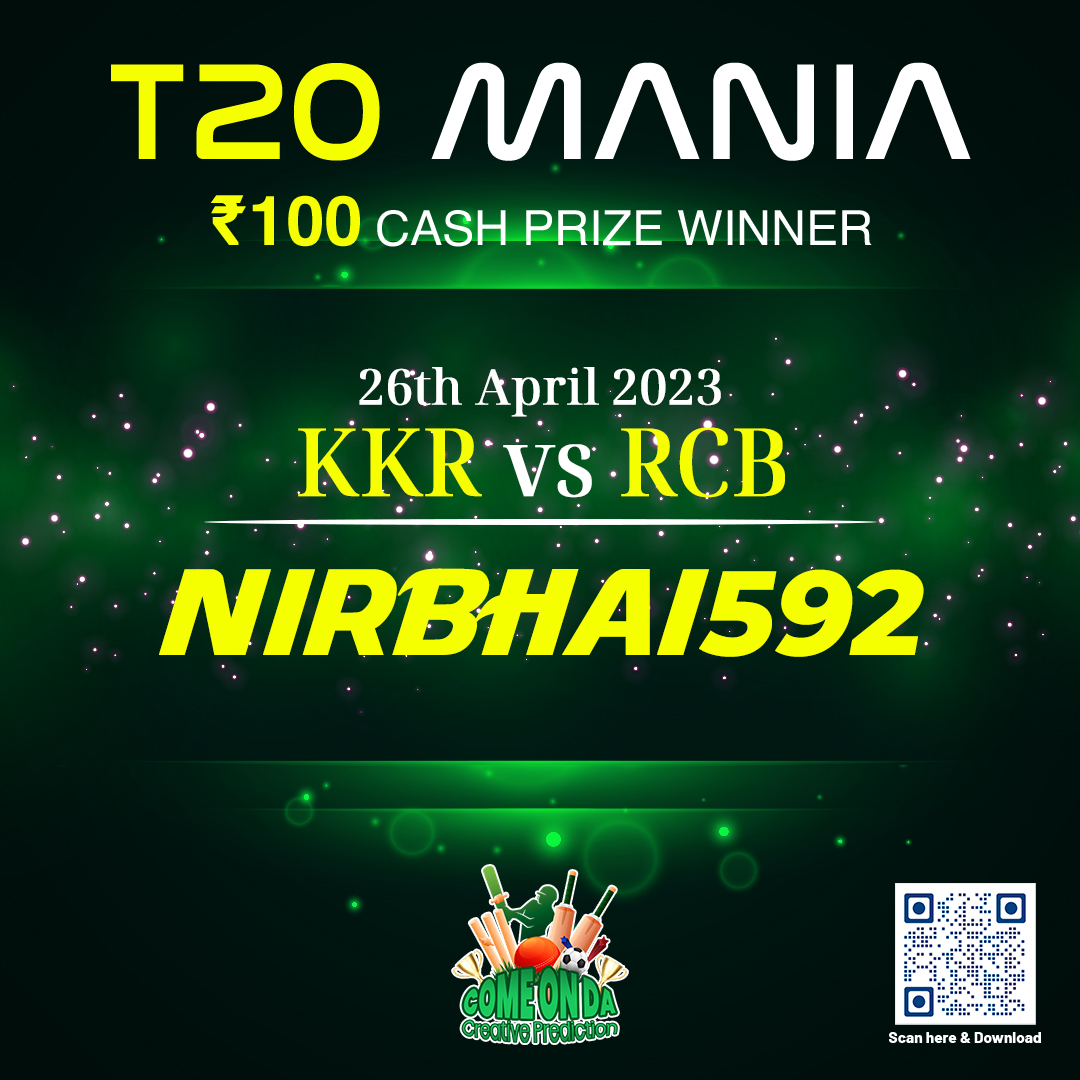 T20 MANIA
₹100 CASH PRIZE WINNER
26th April 2023
KKR vs RCB
NIRBHAI592
COME ON DA
Creative Prediction
Scan here & Download